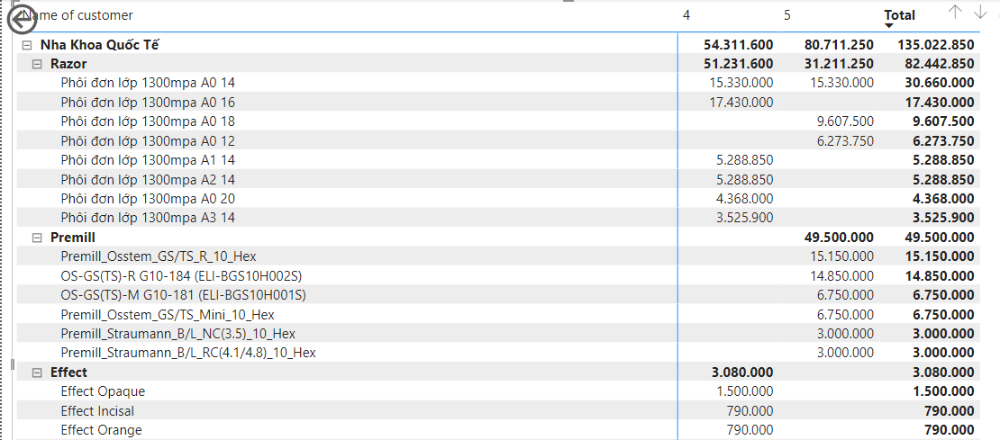 Name of customer 4 5 Total
Nha Khoa Quốc Tế 54.311.600 80.711.250 135.022.850
Razor 51.231.600 31.211.250 82.442.850
Phôi đơn lớp 1300mpa A0 14 15.330.000 15.330.000 30.660.000
Phôi đơn lớp 1300mpa A0 16 17.430.000 17.430.000
Phôi đơn lớp 1300mpa A0 18 9.607.500 9.607.500
Phôi đơn lớp 1300mpa A0 12 6.273.750 6.273.750
Phôi đơn lớp 1300mpa A1 14 5.288.850 5.288.850
Phôi đơn lớp 1300mpa A2 14 5.288.850 5.288.850
Phôi đơn lớp 1300mpa A0 20 4.368.000 4.368.000
Phôi đơn lớp 1300mpa A3 14 3.525.900 3.525.900
Premill 49.500.000 49.500.000
Premill_Osstem_GS/TS_R_10_Hex 15.150.000 15.150.000
OS-GS(TS)-R G10-184 (ELI-BGS10H002S) 14.850.000 14.850.000
OS-GS(TS)-M G10-181 (ELI-BGS10H001S) 6.750.000 6.750.000
Premill_Osstem_GS/TS_Mini_10_Hex 6.750.000 6.750.000
Premill_Straumann_B/L_NC(3.5)_10_Hex 3.000.000 3.000.000
Premill_Straumann_B/L_RC(4.1/4.8)_10_Hex 3.000.000 3.000.000
Effect 3.080.000 3.080.000
Effect Opaque 1.500.000 1.500.000
Effect Incisal 790.000 790.000
Effect Orange 790.000 790.000